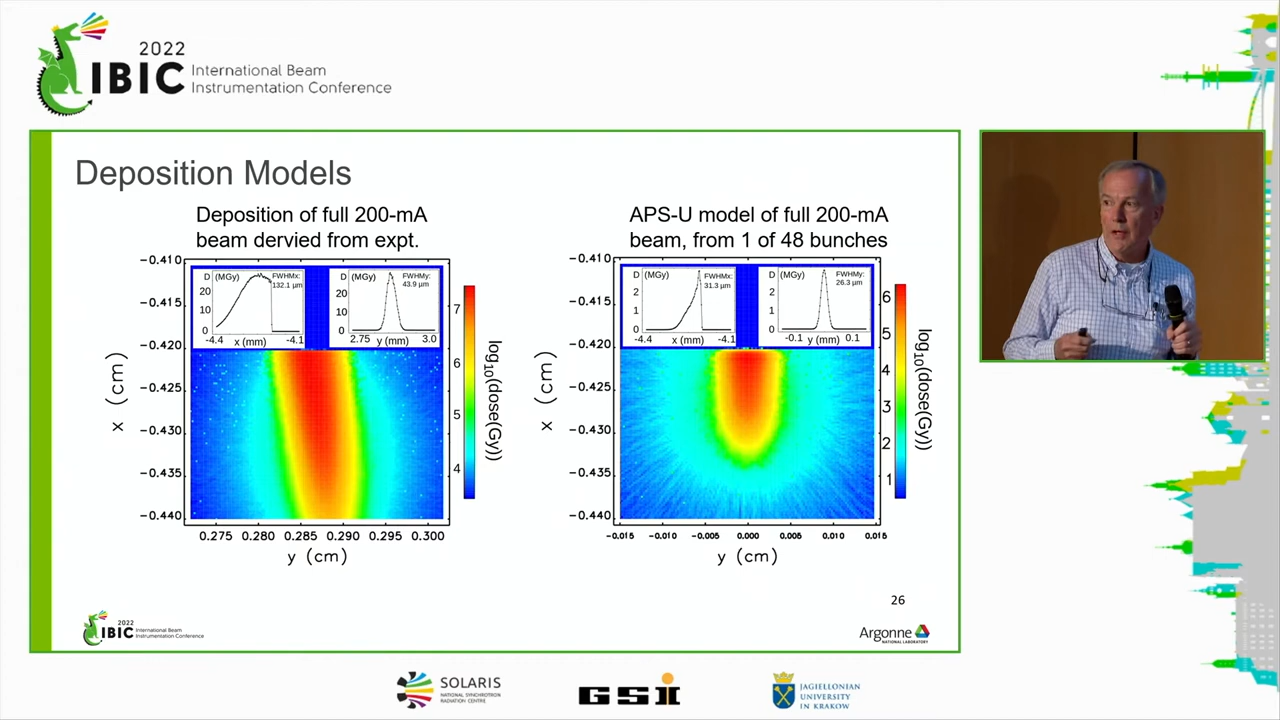 2022
IBIC
International Beam
Instrumentation Conference
Deposition Models
Deposition of full 200-mA
beam dervied from expt.
−0.410
−0.415
−0.420
−0.425
−0.430
−0.435
−0.440
x (cm)
D (MGy)
FWHMx:
132.1 µm
20
10
0
-4.4 x (mm) -4.1
D (MGy)
FWHMy:
43.9 µm
30
20
10
0
2.75 y (mm) 3.0
0.275 0.280 0.285 0.290 0.295 0.300
y (cm)
7
6
5
4
log10(dose(Gy))
APS-U model of full 200-mA
beam, from 1 of 48 bunches
−0.410
−0.415
−0.420
−0.425
−0.430
−0.435
−0.440
x (cm)
D (MGy)
FWHMx:
31.3 µm
3
2
1
0
-4.4 x (mm) -4.1
D (MGy)
FWHMy:
26.3 µm
2
1
0
-0.1 y (mm) 0.1
−0.015 −0.010 −0.005 0.000 0.005 0.010 0.015
y (cm)
6
5
4
3
2
1
log10(dose(Gy))
26
2022
IBIC
International Beam
Instrumentation Conference
Argonne
NATIONAL LABORATORY
SOLARIS
NATIONAL SYNCHROTRON
RADIATION CENTRE
GSI
JAGIELLONIAN
UNIVERSITY
IN KRAKOW